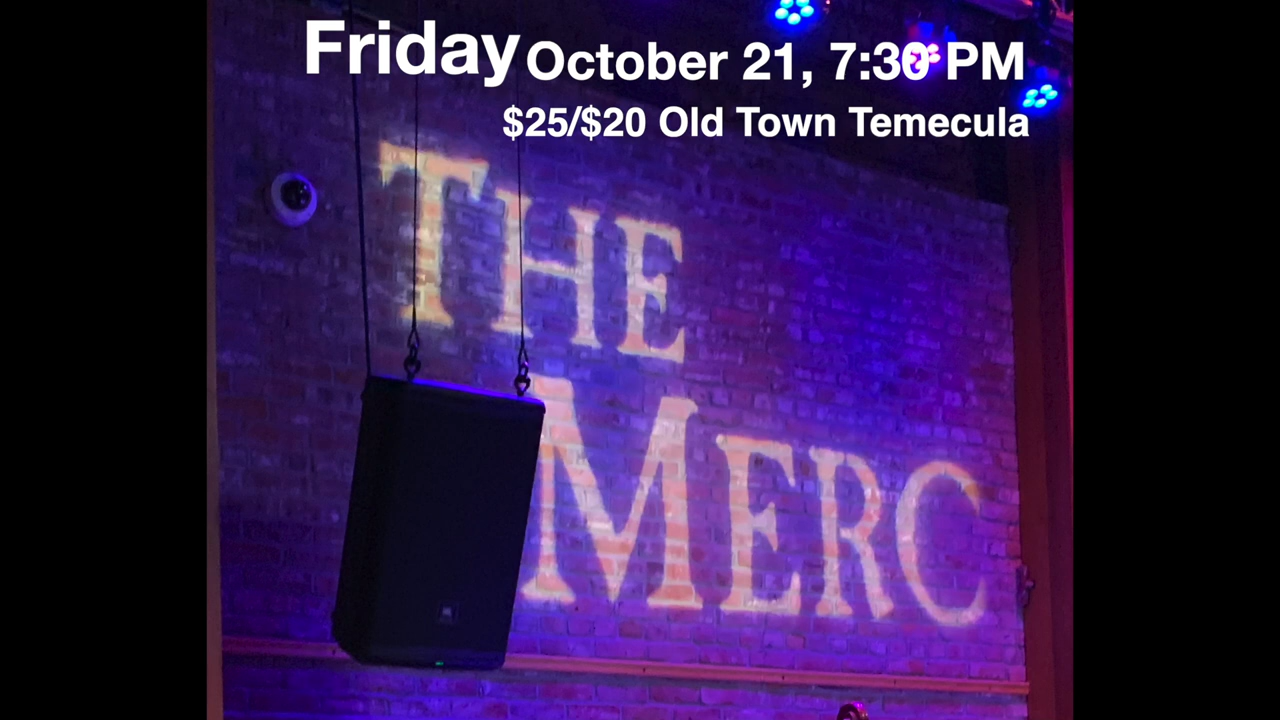 Friday October 21, 7:30 PM
$25/$20 Old Town Temecula
THE
MERC